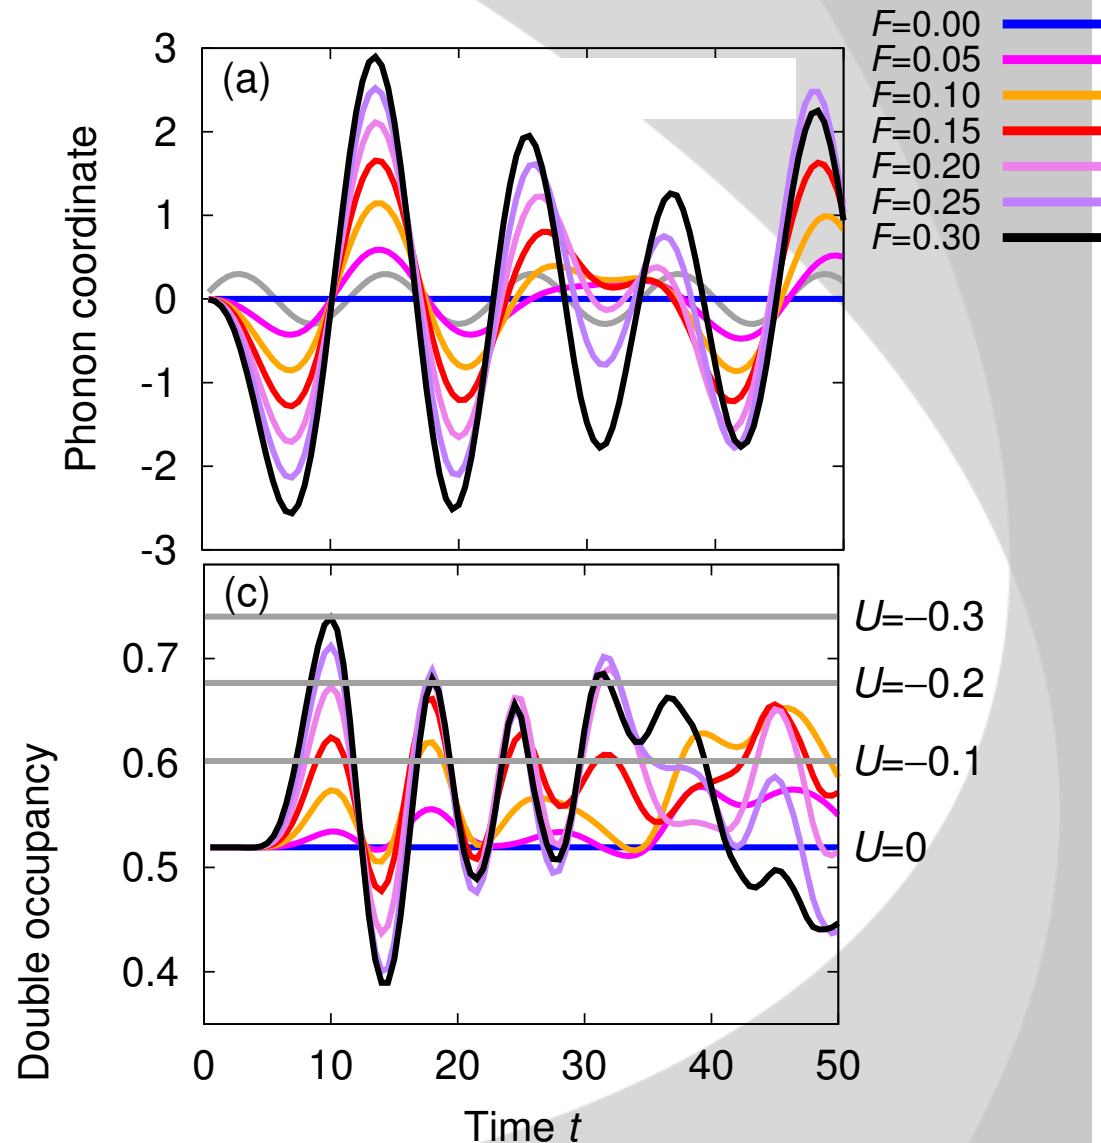 F=0.00
F=0.05
F=0.10
F=0.15
F=0.20
F=0.25
F=0.30
(a)
3
2
1
0
-1
-2
-3
Phonon coordinate
(c)
0.7
0.6
0.5
0.4
Double occupancy
U=−0.3
U=−0.2
U=−0.1
U=0
0 10 20 30 40 50
Time t